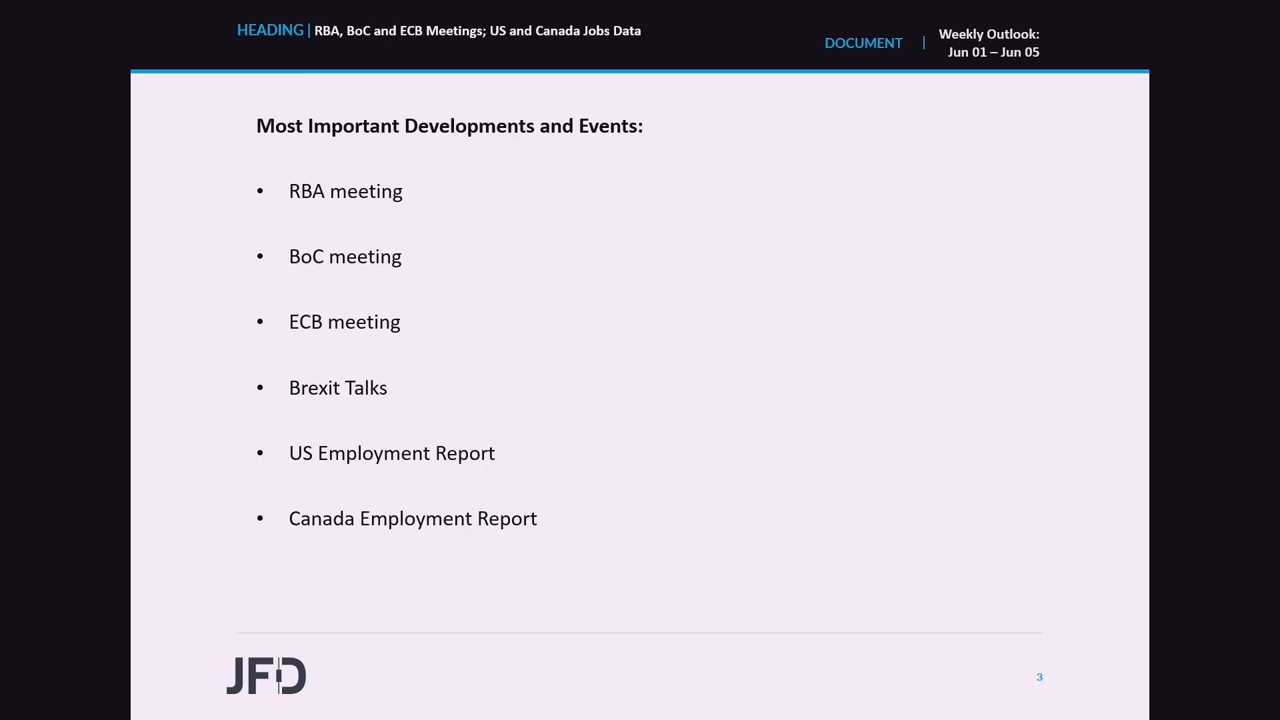 HEADING | RBA, BoC and ECB Meetings; US and Canada Jobs Data
DOCUMENT | Weekly Outlook:
Jun 01 – Jun 05
Most Important Developments and Events:
• RBA meeting
• BoC meeting
• ECB meeting
• Brexit Talks
• US Employment Report
• Canada Employment Report
JFD
3